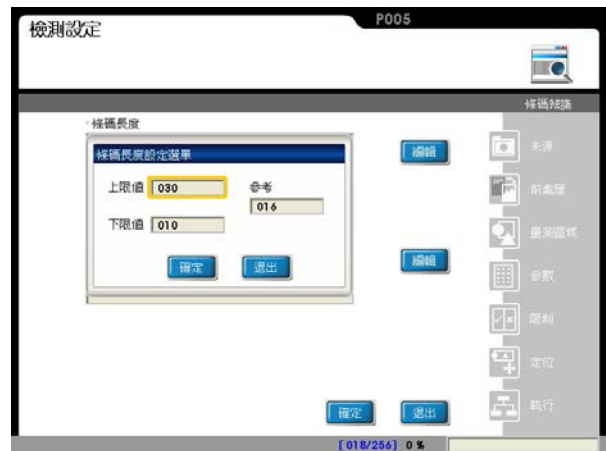 檢測設定
P005
條碼辨識
條碼長度
條碼長度設定選單
編輯
來源
上限值 030
參考
016
前處理
下限值 010
量測區域
確定
退出
編輯
參數
限制
定位
確定
退出
執行
[018/256] 0 %